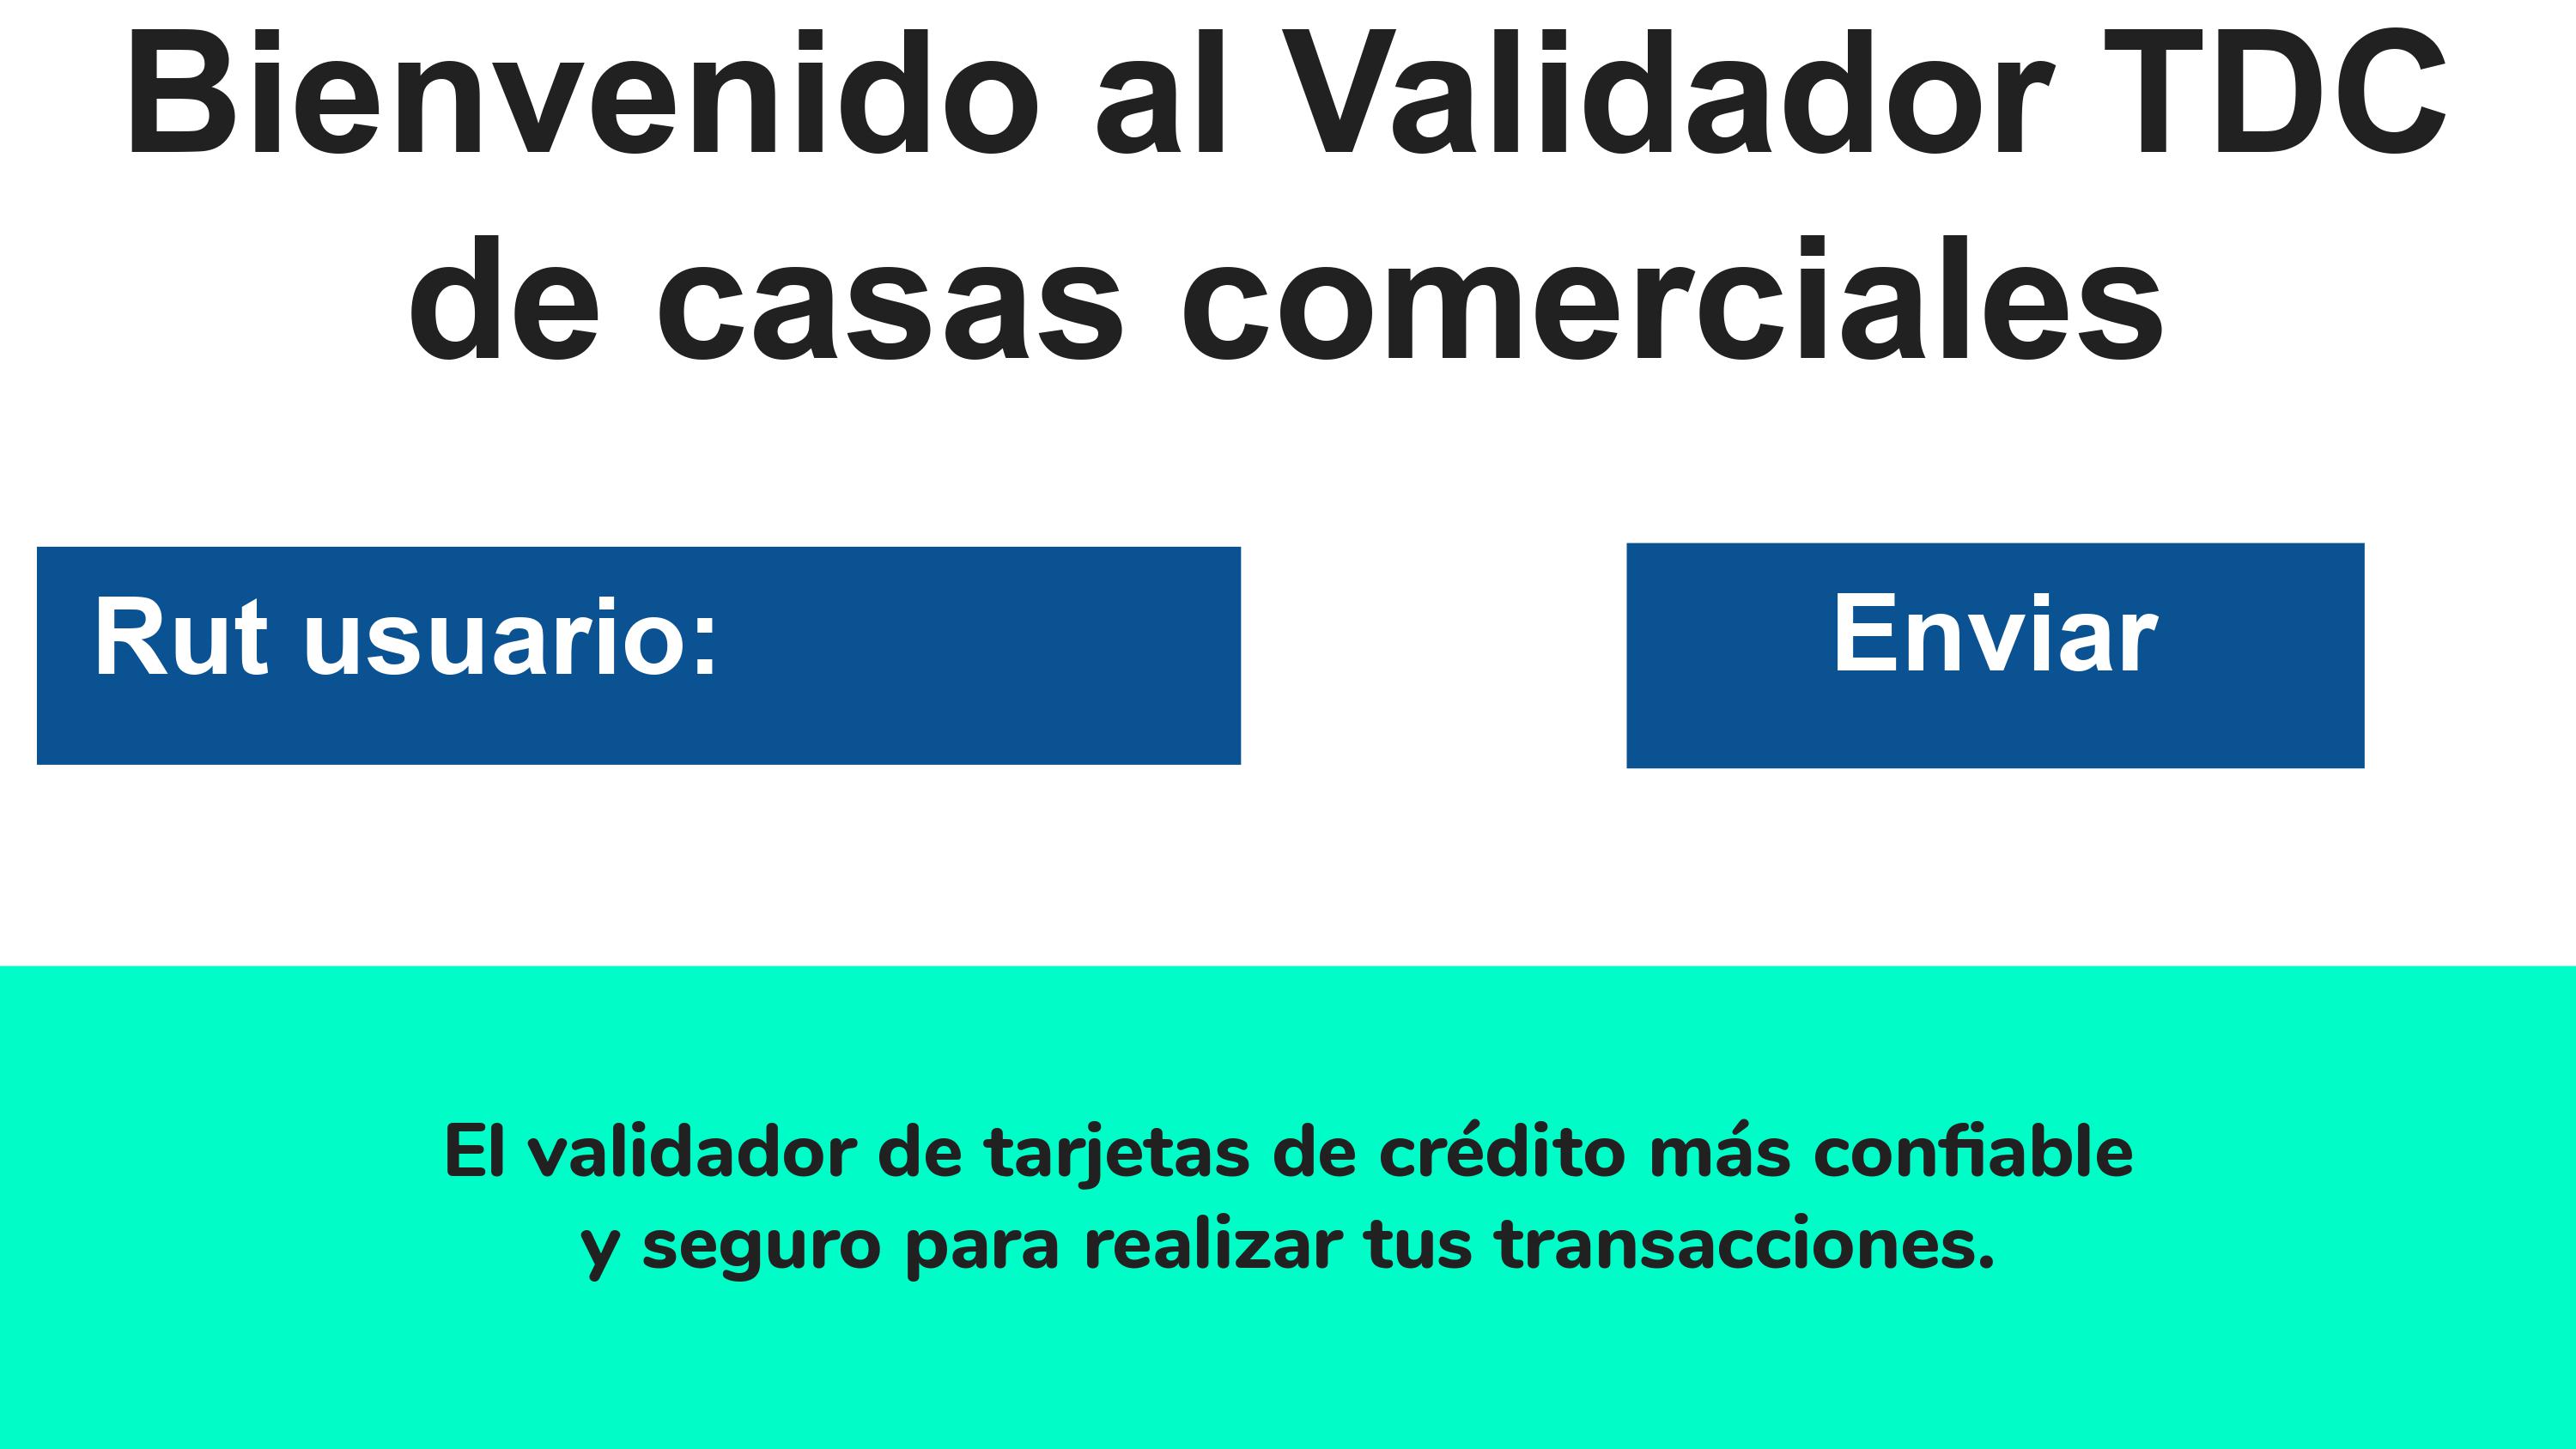 Bienvenido al Validador TDC
de casas comerciales
Rut usuario:
Enviar
El validador de tarjetas de crédito más confiable
y seguro para realizar tus transacciones.